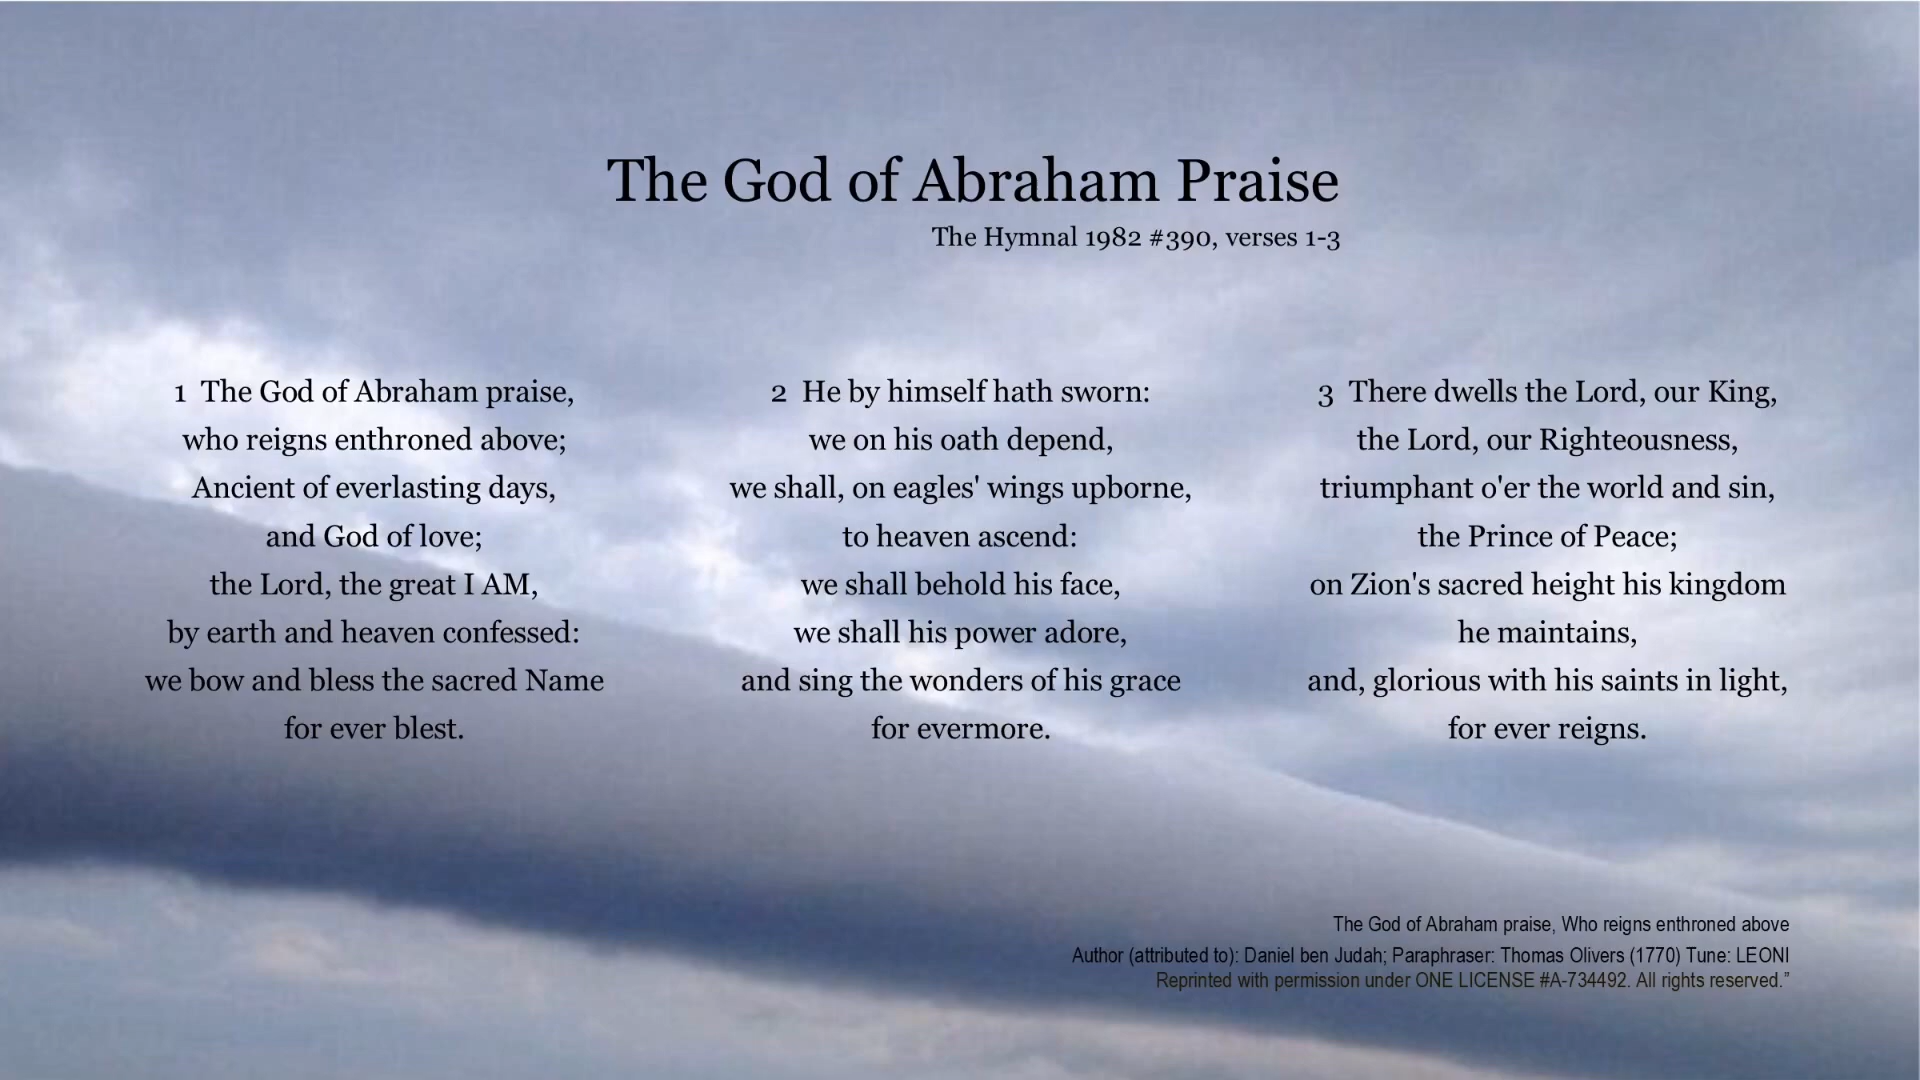 The God of Abraham Praise
The Hymnal 1982 #390, verses 1-3
1 The God of Abraham praise,
who reigns enthroned above;
Ancient of everlasting days,
and God of love;
the Lord, the great I AM,
by earth and heaven confessed:
we bow and bless the sacred Name
for ever blest.
2 He by himself hath sworn:
we on his oath depend,
we shall, on eagles' wings upborne,
to heaven ascend:
we shall behold his face,
we shall his power adore,
and sing the wonders of his grace
for evermore.
3 There dwells the Lord, our King,
the Lord, our Righteousness,
triumphant o'er the world and sin,
the Prince of Peace;
on Zion's sacred height his kingdom
he maintains,
and, glorious with his saints in light,
for ever reigns.
The God of Abraham praise, Who reigns enthroned above
Author (attributed to): Daniel ben Judah; Paraphraser: Thomas Olivers (1770) Tune: LEONI
Reprinted with permission under ONE LICENSE #A-734492. All rights reserved.”